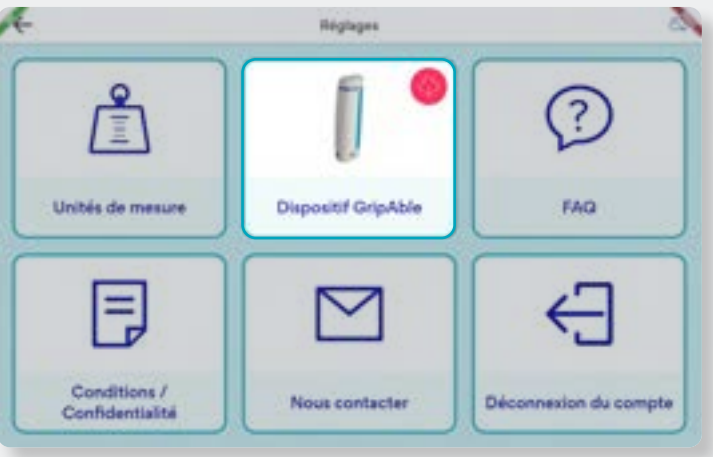 Réglages
Unités de mesure
Dispositif GripAble
?
FAQ
Conditions /
Confidentialité
Nous contacter
Déconnexion du compte